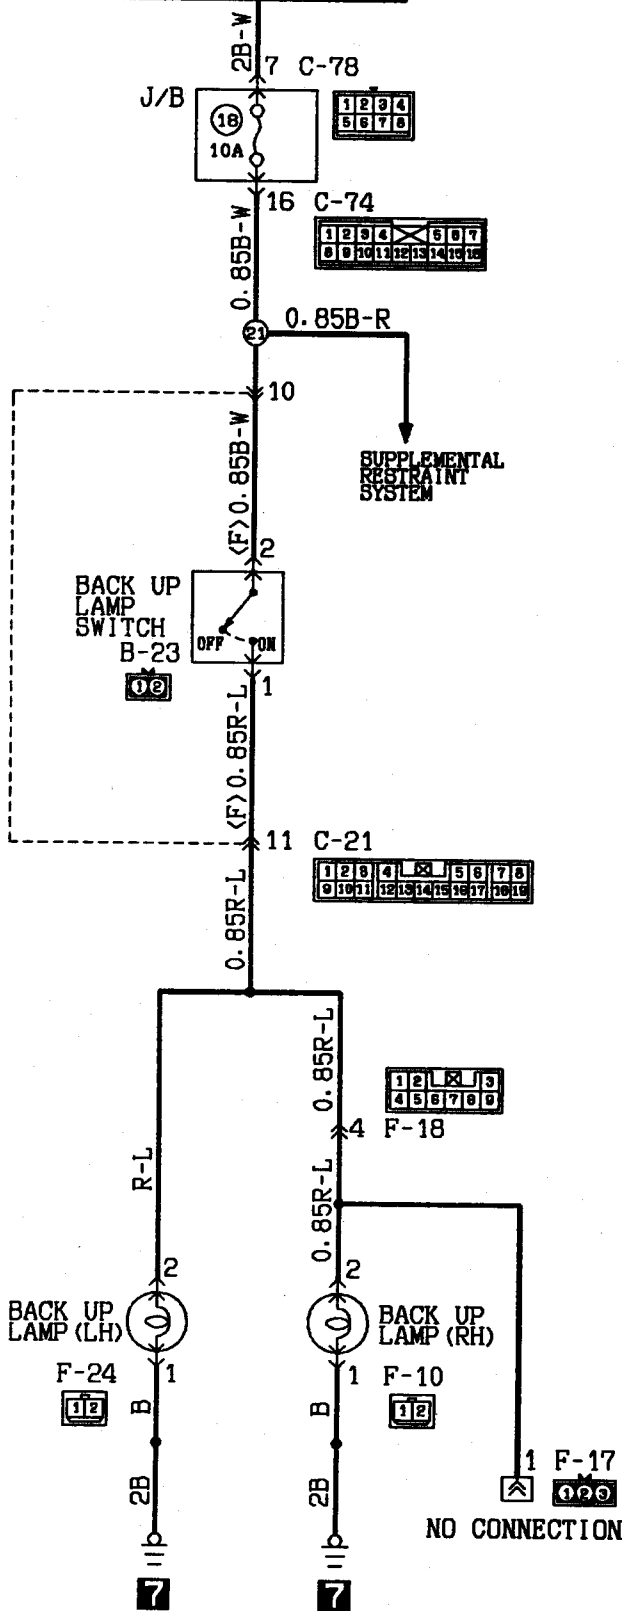 2B-W
7 C-78
J/B
18
10A
1 2 3 4
5 6 7 8
16 C-74
1 2 3 4 5 6 7
8 9 10 11 12 13 14 15 16
0.85B-W
21
0.85B-R
10
SUPPLEMENTAL
RESTRAINT
SYSTEM
<F>0.85B-W
2
BACK UP
LAMP
SWITCH
OFF ON
B-23
1 2
1
<F>0.85R-L
11 C-21
1 2 3 4 5 6 7 8
9 10 11 12 13 14 15 16 17 18 19
0.85R-L
0.85R-L
1 2 3
4 5 6 7 8 9
4 F-18
R-L
0.85R-L
2
2
BACK UP
LAMP(LH)
BACK UP
LAMP(RH)
F-24
1
1
F-10
1 2
1 2
B
B
2B
2B
1 F-17
1 2 3
NO CONNECTION
7
7